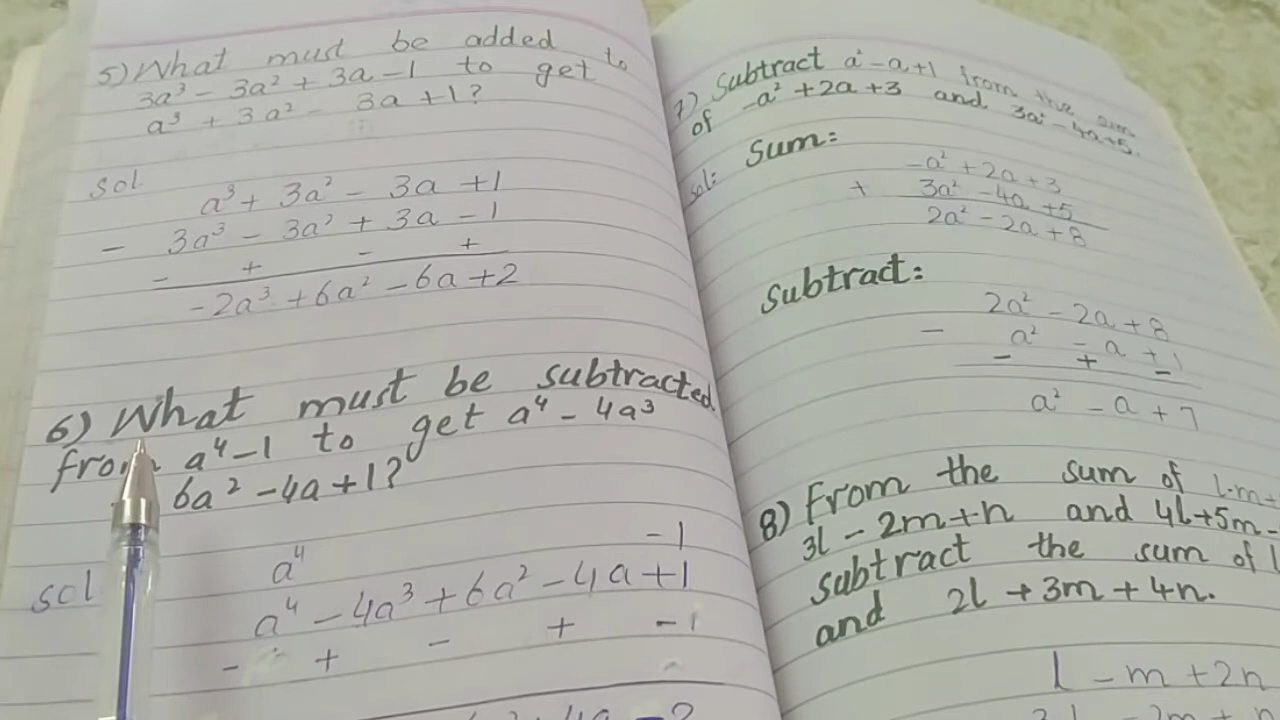 5) What must be added to
3a³ - 3a² + 3a - 1 to get
a³ + 3a² - 3a + 1?
sol
a³ + 3a² - 3a + 1
- 3a³ - 3a² + 3a - 1
- + - +
-2a³ + 6a² - 6a + 2
6) What must be subtracted
from a⁴-1 to get a⁴ - 4a³
6a² - 4a + 1?
sol a⁴ -1
a⁴ - 4a³ + 6a² - 4a + 1
- + - + -1
4a - 2
7) Subtract a² - a + 1 from the sum
of -a² + 2a + 3 and 3a² - 4a + 5.
sol: Sum:
-a² + 2a + 3
+ 3a² - 4a + 5
2a² - 2a + 8
Subtract:
2a² - 2a + 8
- a² - a + 1
- + -
a² - a + 7
8) From the sum of l-m+
3l - 2m + n and 4l + 5m -
subtract the sum of l
and 2l + 3m + 4n.
l - m + 2n
3l - 2m + n